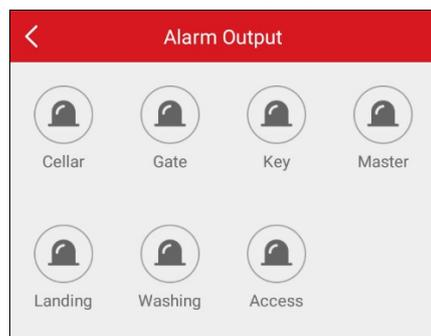 Alarm Output
Cellar Gate Key Master
Landing Washing Access